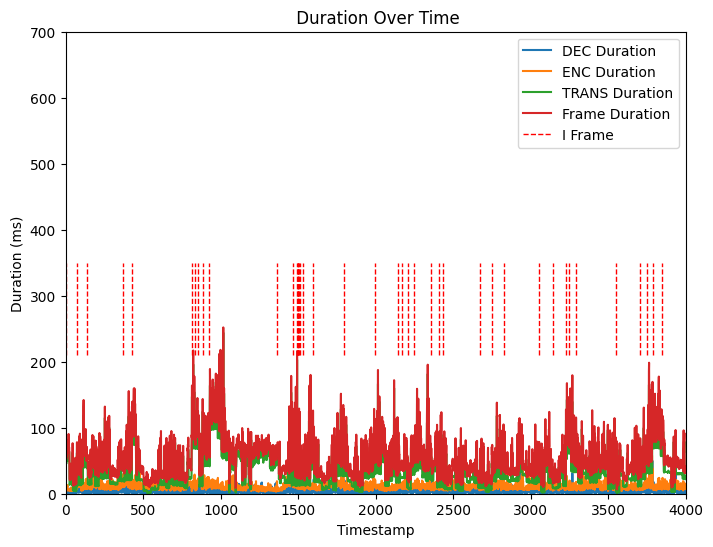 Duration Over Time
700
600
500
400
300
200
100
0
Duration (ms)
DEC Duration
ENC Duration
TRANS Duration
Frame Duration
I Frame
0 500 1000 1500 2000 2500 3000 3500 4000
Timestamp